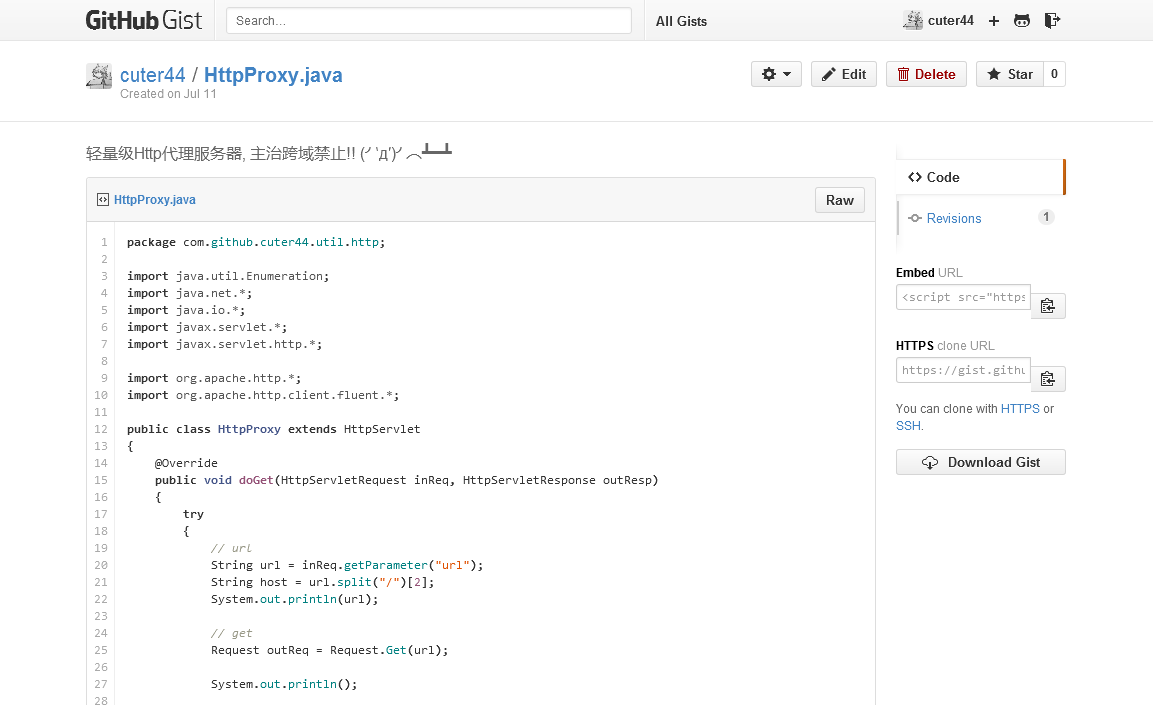 GitHub Gist Search... All Gists cuter44
cuter44 / HttpProxy.java Edit Delete Star 0
Created on Jul 11
轻量级Http代理服务器, 主治跨域禁止!! (╯`д′)╯ ︵┻━┻
HttpProxy.java Raw
1 package com.github.cuter44.util.http;
2
3 import java.util.Enumeration;
4 import java.net.*;
5 import java.io.*;
6 import javax.servlet.*;
7 import javax.servlet.http.*;
8
9 import org.apache.http.*;
10 import org.apache.http.client.fluent.*;
11
12 public class HttpProxy extends HttpServlet
13 {
14     @Override
15     public void doGet(HttpServletRequest inReq, HttpServletResponse outResp)
16     {
17         try
18         {
19             // url
20             String url = inReq.getParameter("url");
21             String host = url.split("/")[2];
22             System.out.println(url);
23
24             // get
25             Request outReq = Request.Get(url);
26
27             System.out.println();
28
<> Code
Revisions 1
Embed URL
<script src="https
HTTPS clone URL
https://gist.githu
You can clone with HTTPS or
SSH.
Download Gist